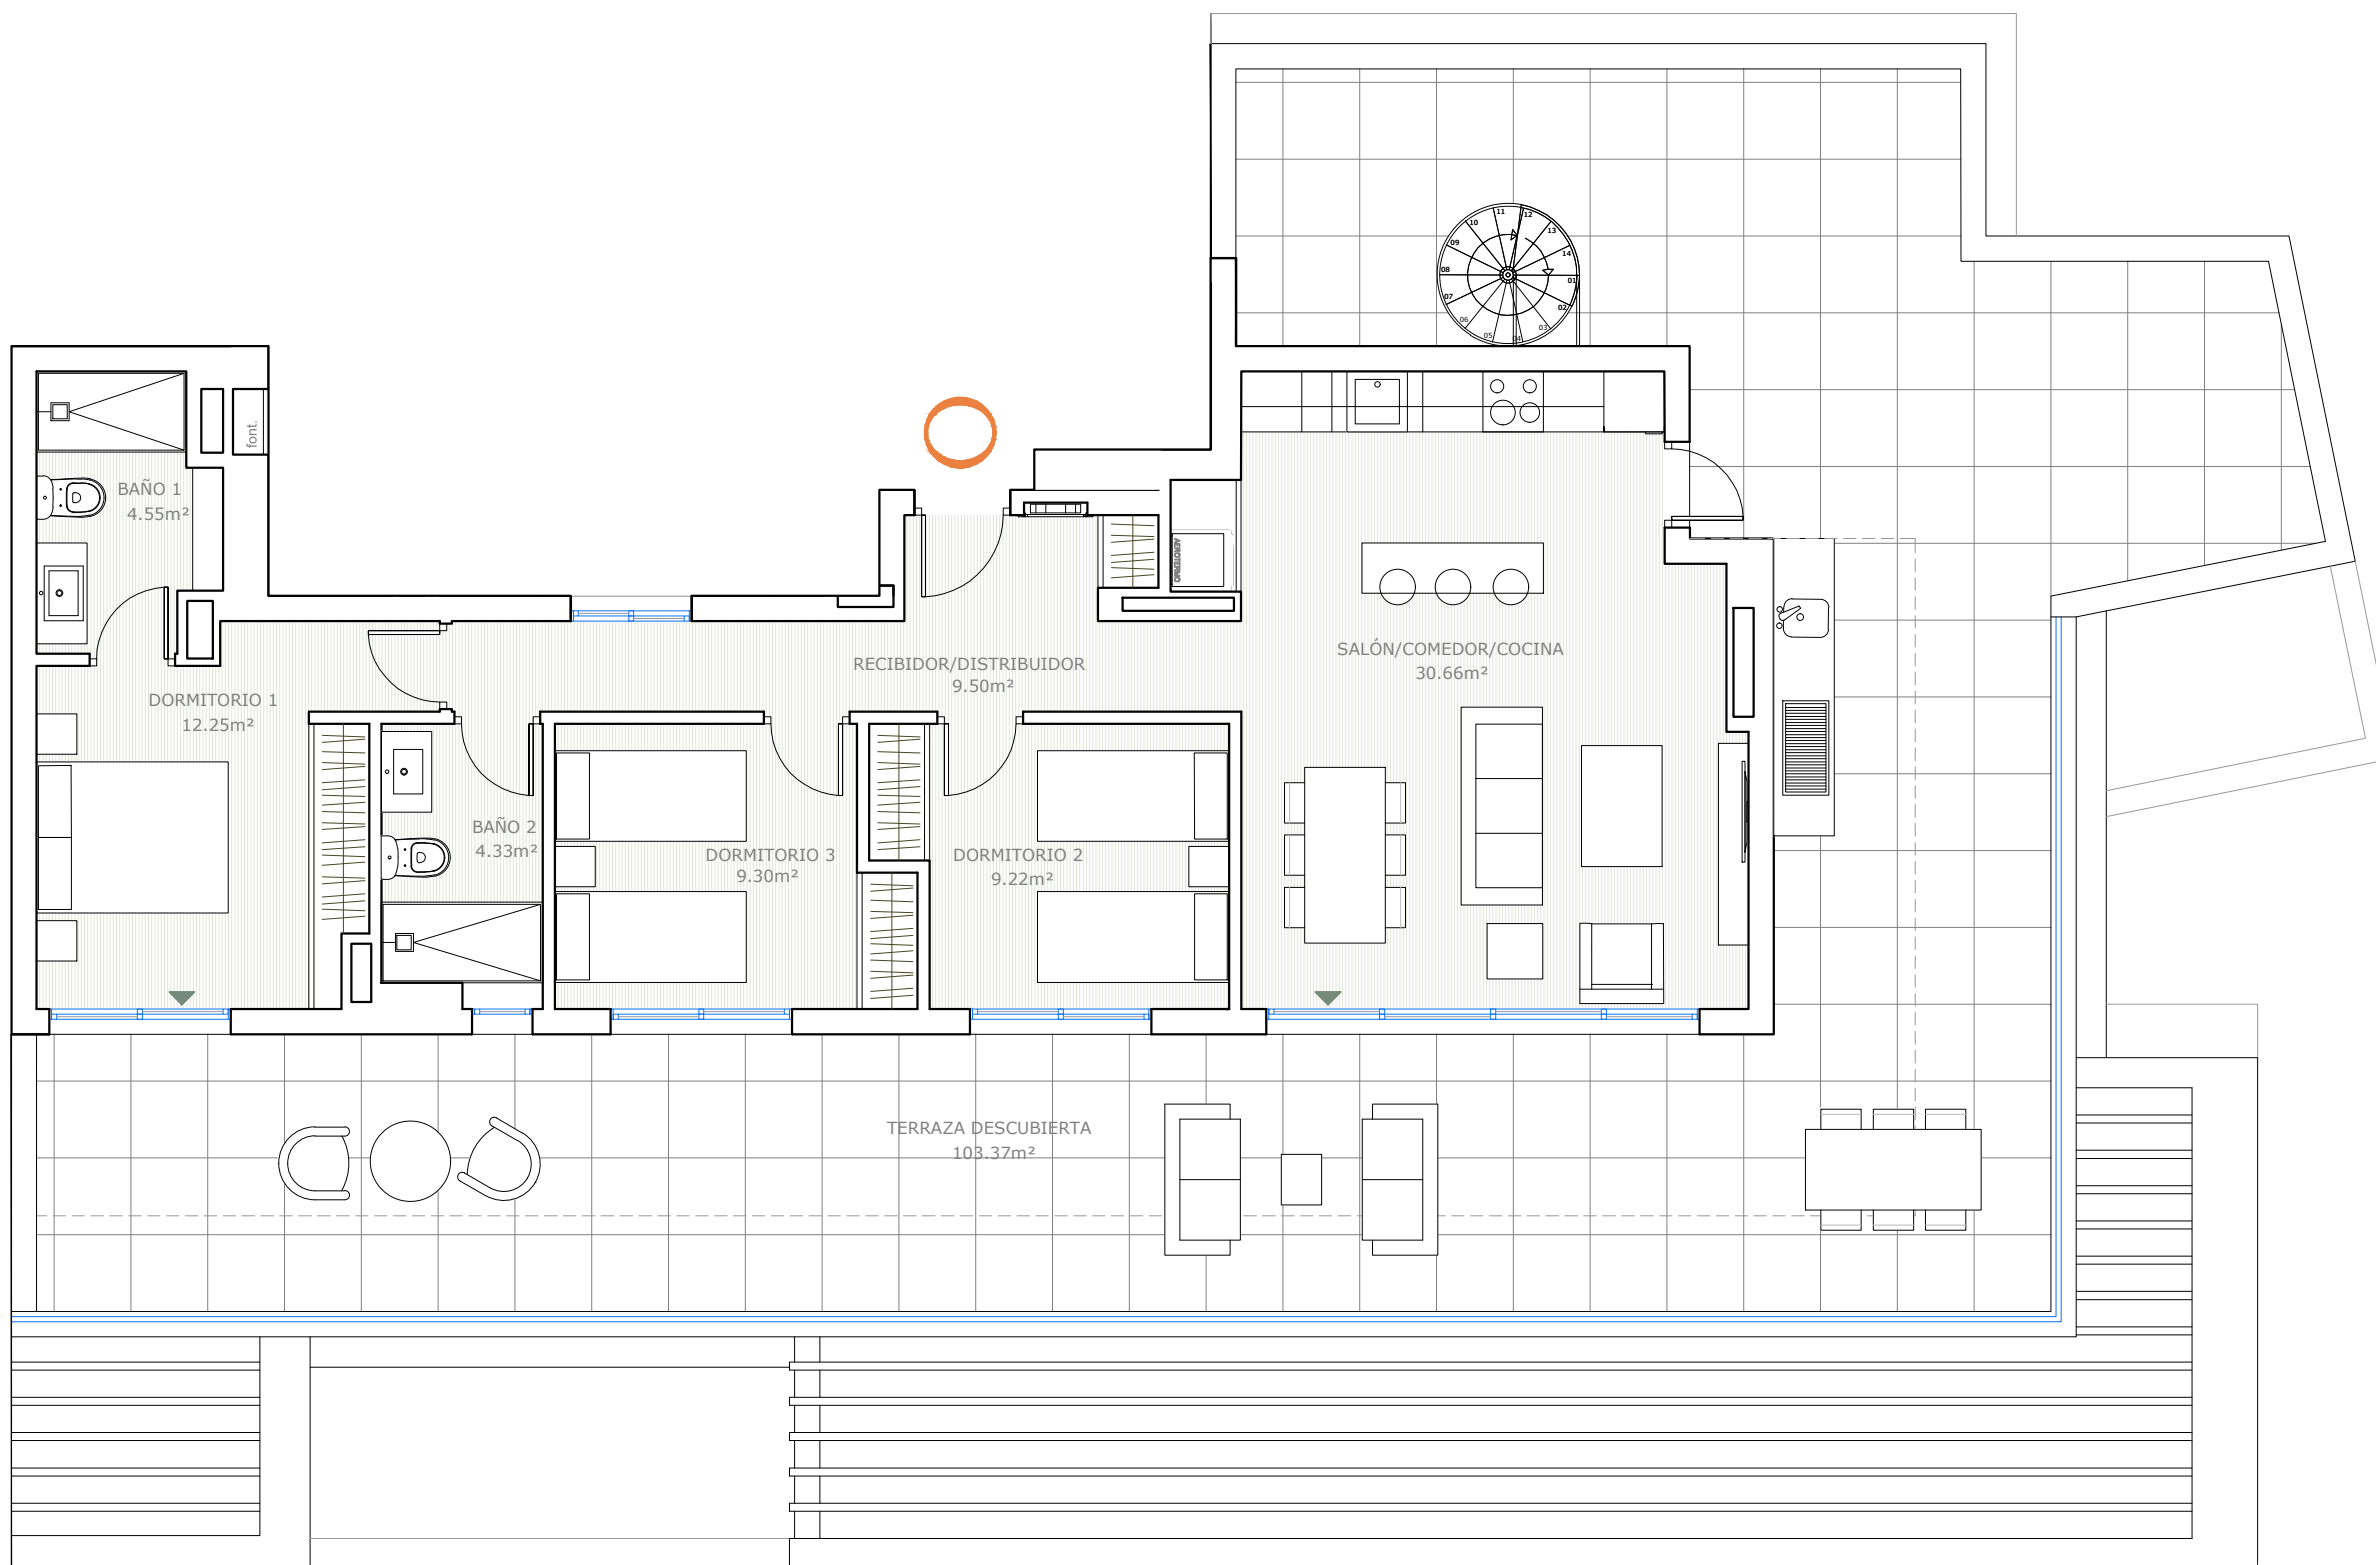 11
12
10
13
09
14
08
01
07
02
06
03
05
04
font.
BAÑO 1
4.55m²
AEROTERMO
SALÓN/COMEDOR/COCINA
30.66m²
RECIBIDOR/DISTRIBUIDOR
9.50m²
DORMITORIO 1
12.25m²
BAÑO 2
4.33m²
DORMITORIO 3
9.30m²
DORMITORIO 2
9.22m²
TERRAZA DESCUBIERTA
103.37m²